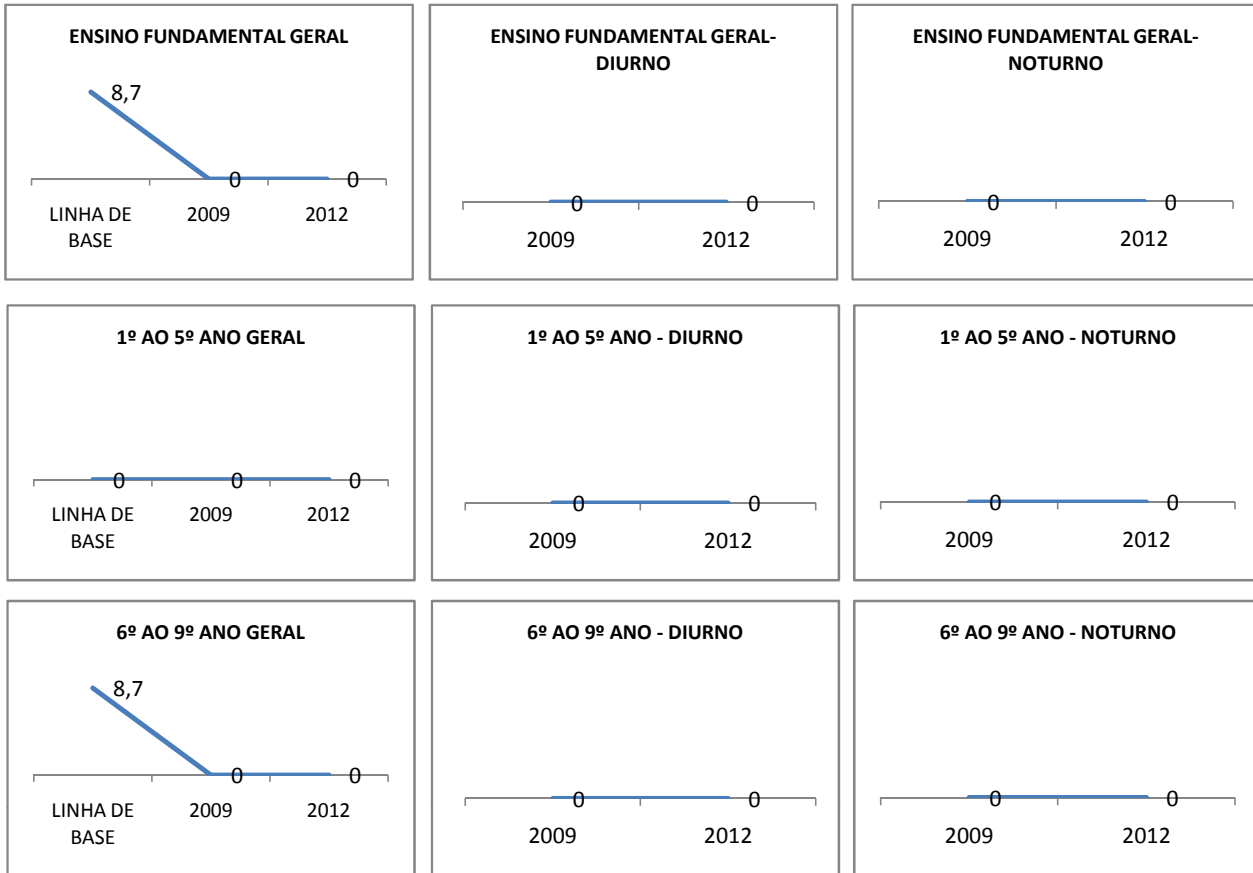 ENSINO FUNDAMENTAL GERAL
8,7
0
0
LINHA DE
BASE
2009
2012
ENSINO FUNDAMENTAL GERAL-
DIURNO
0
0
2009
2012
ENSINO FUNDAMENTAL GERAL-
NOTURNO
0
0
2009
2012
1º AO 5º ANO GERAL
0
0
0
LINHA DE
BASE
2009
2012
1º AO 5º ANO - DIURNO
0
0
2009
2012
1º AO 5º ANO - NOTURNO
0
0
2009
2012
6º AO 9º ANO GERAL
8,7
0
0
LINHA DE
BASE
2009
2012
6º AO 9º ANO - DIURNO
0
0
2009
2012
6º AO 9º ANO - NOTURNO
0
0
2009
2012